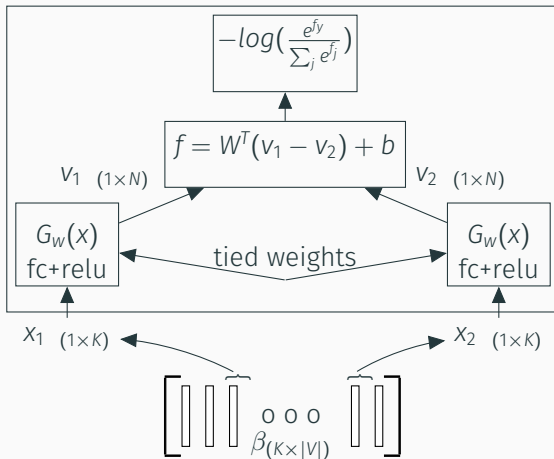 −log(e^{f_y} / ∑_j e^{f_j})
f = W^T(v_1 − v_2) + b
v_1 (1×N)
v_2 (1×N)
G_w(x)
fc+relu
tied weights
G_w(x)
fc+relu
x_1 (1×K)
x_2 (1×K)
β_(K×|V|)